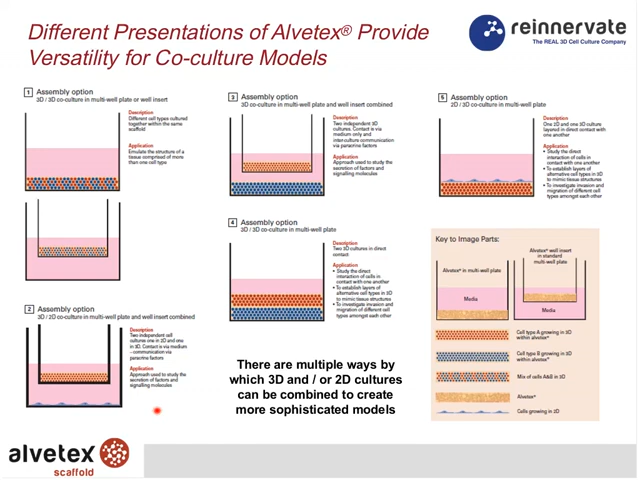 Different Presentations of Alvetex® Provide
Versatility for Co-culture Models
reinnervate
The REAL 3D Cell Culture Company
1 Assembly option
3D / 3D co-culture in multi-well plate or well insert
Description
Different cell types cultured
together within the same
scaffold
Application
Emulate the structure of a
tissue comprised of more
than one cell type
2 Assembly option
3D / 2D co-culture in multi-well plate and well insert combined
Description
Two independent cell
cultures one in 2D and one
in 3D. Contact is via medium
– communication via
paracrine factors
Application
Approach used to study the
secretion of factors and
signalling molecules
3 Assembly option
3D co-culture in multi-well plate and well insert combined
Description
Two independent 3D
cultures. Contact is via
medium only and
inter-culture communication
via paracrine factors
Application
Approach used to study the
secretion of factors and
signalling molecules
4 Assembly option
3D / 3D co-culture in multi-well plate
Description
Two 3D cultures in direct
contact
Application
• Study the direct
interaction of cells in
contact with one another
• To establish layers of
alternative cell types in 3D
to mimic tissue structures
• To investigate invasion and
migration of different cell
types amongst each other
5 Assembly option
2D / 3D co-culture in multi-well plate
Description
One 2D and one 3D culture
layered in direct contact with
one another
Application
• Study the direct
interaction of cells in
contact with one another
• To establish layers of
alternative cell types in 3D
to mimic tissue structures
• To investigate invasion and
migration of different cell
types amongst each other
Key to Image Parts:
Alvetex® in multi-well plate
Media
Alvetex® well insert
in standard
multi-well plate
Media
Cell type A growing in 3D
within alvetex®
Cell type B growing in 3D
within alvetex®
Mix of cells A&B in 3D
Alvetex®
Cells growing in 2D
There are multiple ways by
which 3D and / or 2D cultures
can be combined to create
more sophisticated models
alvetex
scaffold